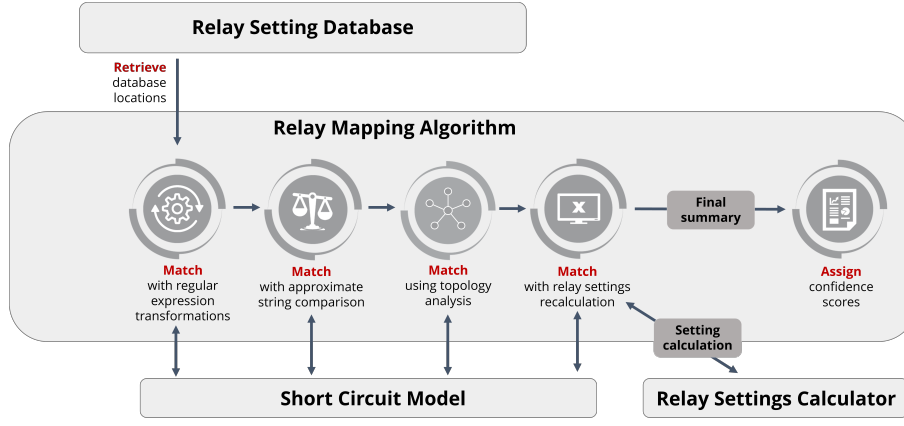 Relay Setting Database
Retrieve
database
locations
Relay Mapping Algorithm
Final
summary
Match
with regular
expression
transformations
Match
with approximate
string comparison
Match
using topology
analysis
Match
with relay settings
recalculation
Assign
confidence
scores
Setting
calculation
Short Circuit Model
Relay Settings Calculator
X